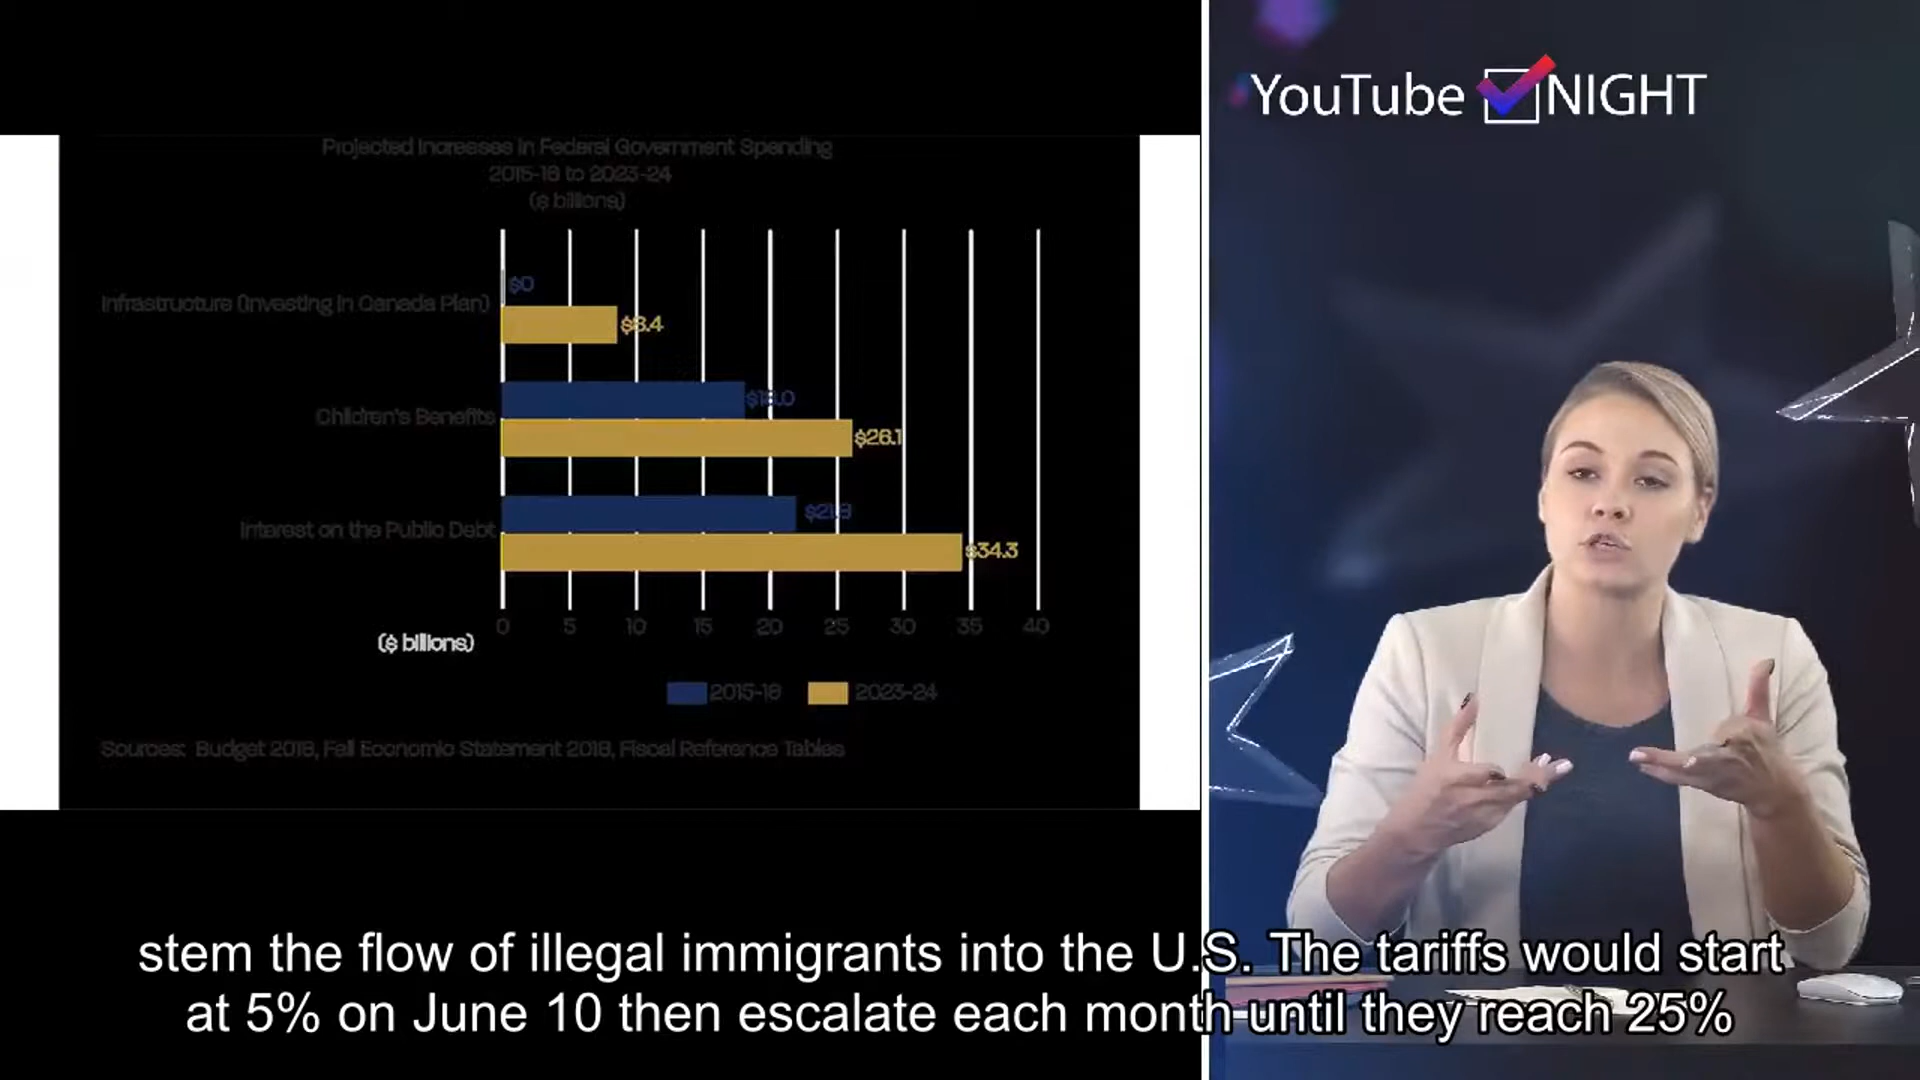 YouTube NIGHT
Projected Increases in Federal Government Spending
2015-16 to 2023-24
($ billions)
$0
Infrastructure (Investing in Canada Plan)
$8.4
$18.0
Children's Benefits
$26.1
$21.9
Interest on the Public Debt
$34.3
0 5 10 15 20 25 30 35 40
($ billions)
2015-16 2023-24
Sources: Budget 2018, Fall Economic Statement 2018, Fiscal Reference Tables
stem the flow of illegal immigrants into the U.S. The tariffs would start
at 5% on June 10 then escalate each month until they reach 25%